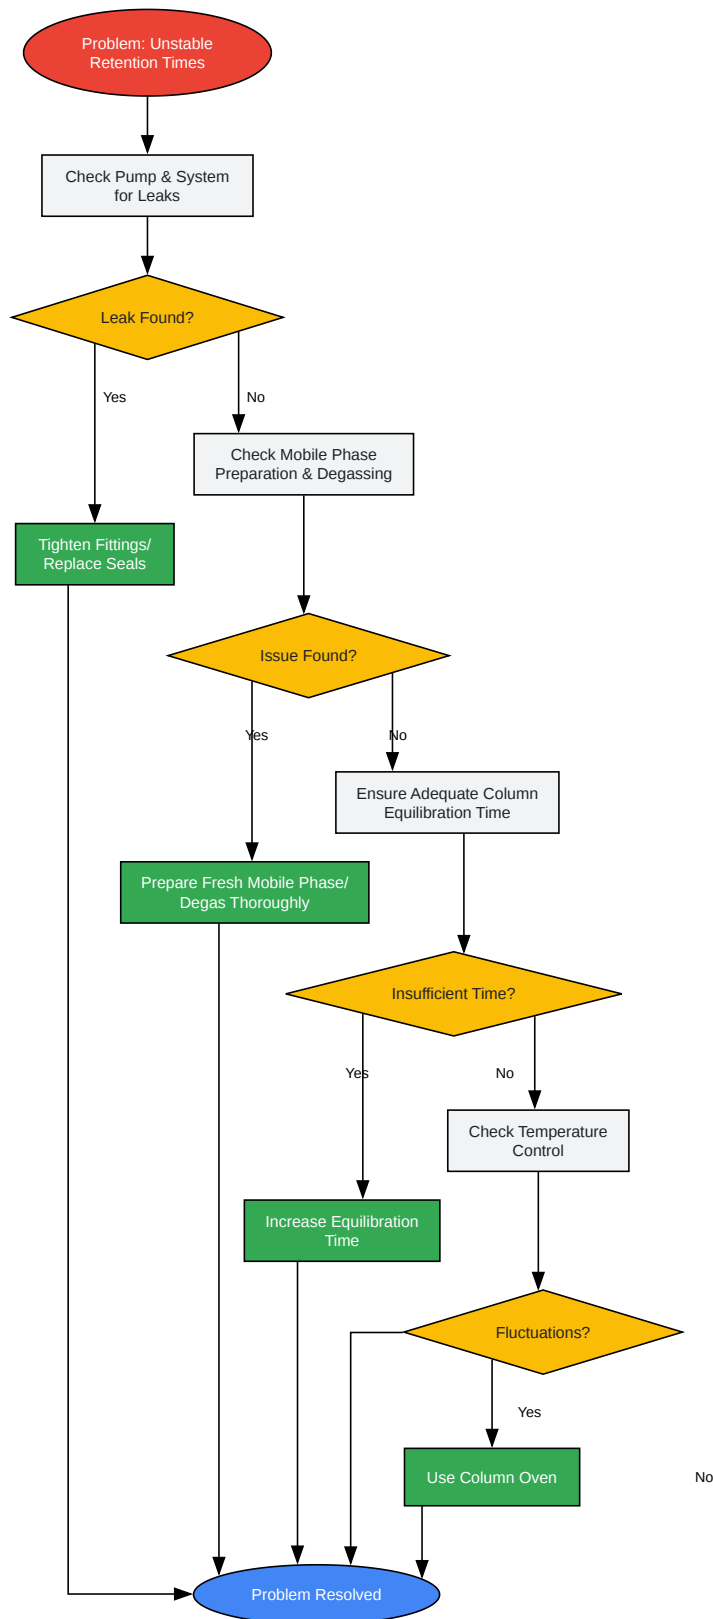 Problem: Unstable
Retention Times
Check Pump & System
for Leaks
Leak Found?
Yes
No
Check Mobile Phase
Preparation & Degassing
Tighten Fittings/
Replace Seals
Issue Found?
Yes
No
Ensure Adequate Column
Equilibration Time
Prepare Fresh Mobile Phase/
Degas Thoroughly
Insufficient Time?
Yes
No
Check Temperature
Control
Increase Equilibration
Time
Fluctuations?
Yes
Use Column Oven
No
Problem Resolved